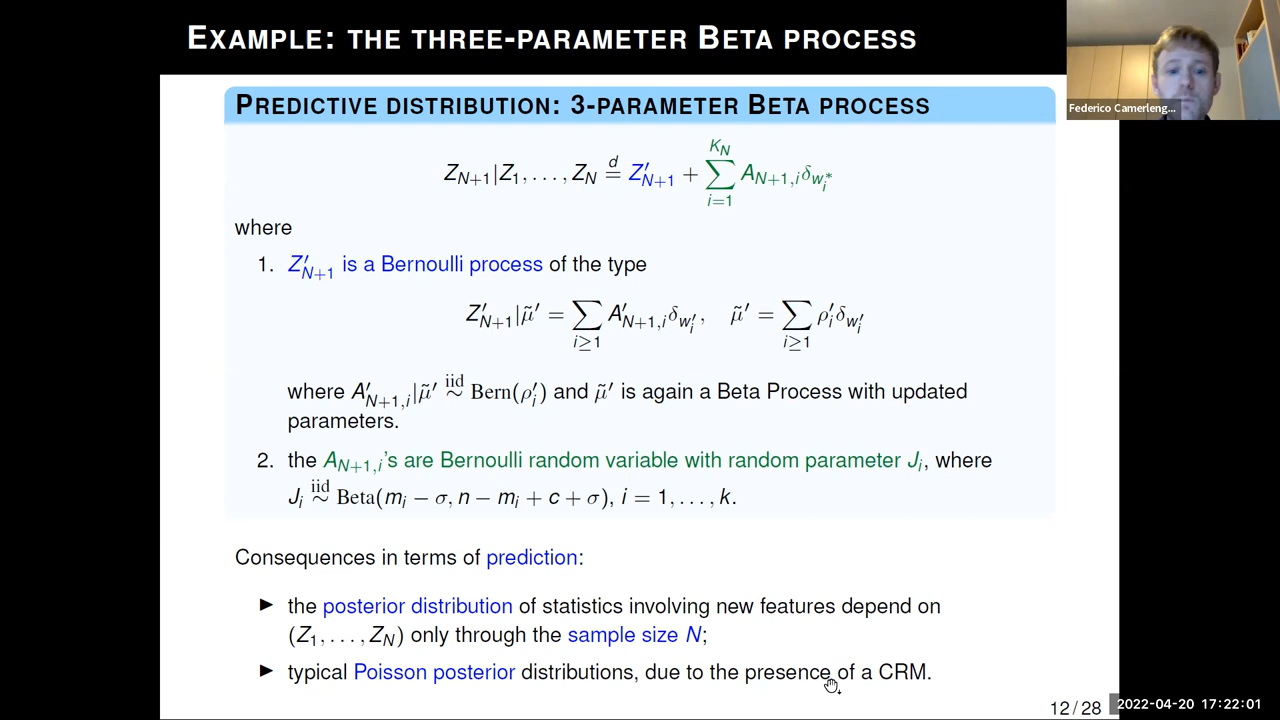 EXAMPLE: THE THREE-PARAMETER BETA PROCESS
Federico Camerleng...
PREDICTIVE DISTRIBUTION: 3-PARAMETER BETA PROCESS
Z_{N+1}|Z_1, . . . , Z_N \stackrel{d}{=} Z'_{N+1} + \sum_{i=1}^{K_N} A_{N+1,i} δ_{w_i^*}
where
1. Z'_{N+1} is a Bernoulli process of the type
Z'_{N+1}|μ̃' = \sum_{i≥1} A'_{N+1,i} δ_{w'_i}, μ̃' = \sum_{i≥1} ρ'_i δ_{w'_i}
where A'_{N+1,i}|μ̃' \stackrel{iid}{∼} Bern(ρ'_i) and μ̃' is again a Beta Process with updated
parameters.
2. the A_{N+1,i}'s are Bernoulli random variable with random parameter J_i, where
J_i \stackrel{iid}{∼} Beta(m_i − σ, n − m_i + c + σ), i = 1, . . . , k.
Consequences in terms of prediction:
► the posterior distribution of statistics involving new features depend on
(Z_1, . . . , Z_N) only through the sample size N;
► typical Poisson posterior distributions, due to the presence of a CRM.
12 / 28
2022-04-20 17:22:01